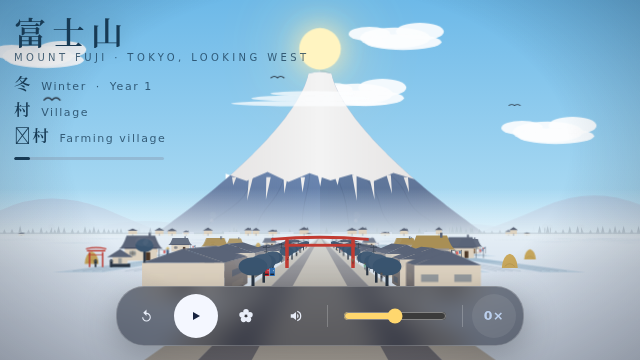 富士山
MOUNT FUJI · TOKYO, LOOKING WEST
冬 Winter · Year 1
村 Village
村 Farming village
0×